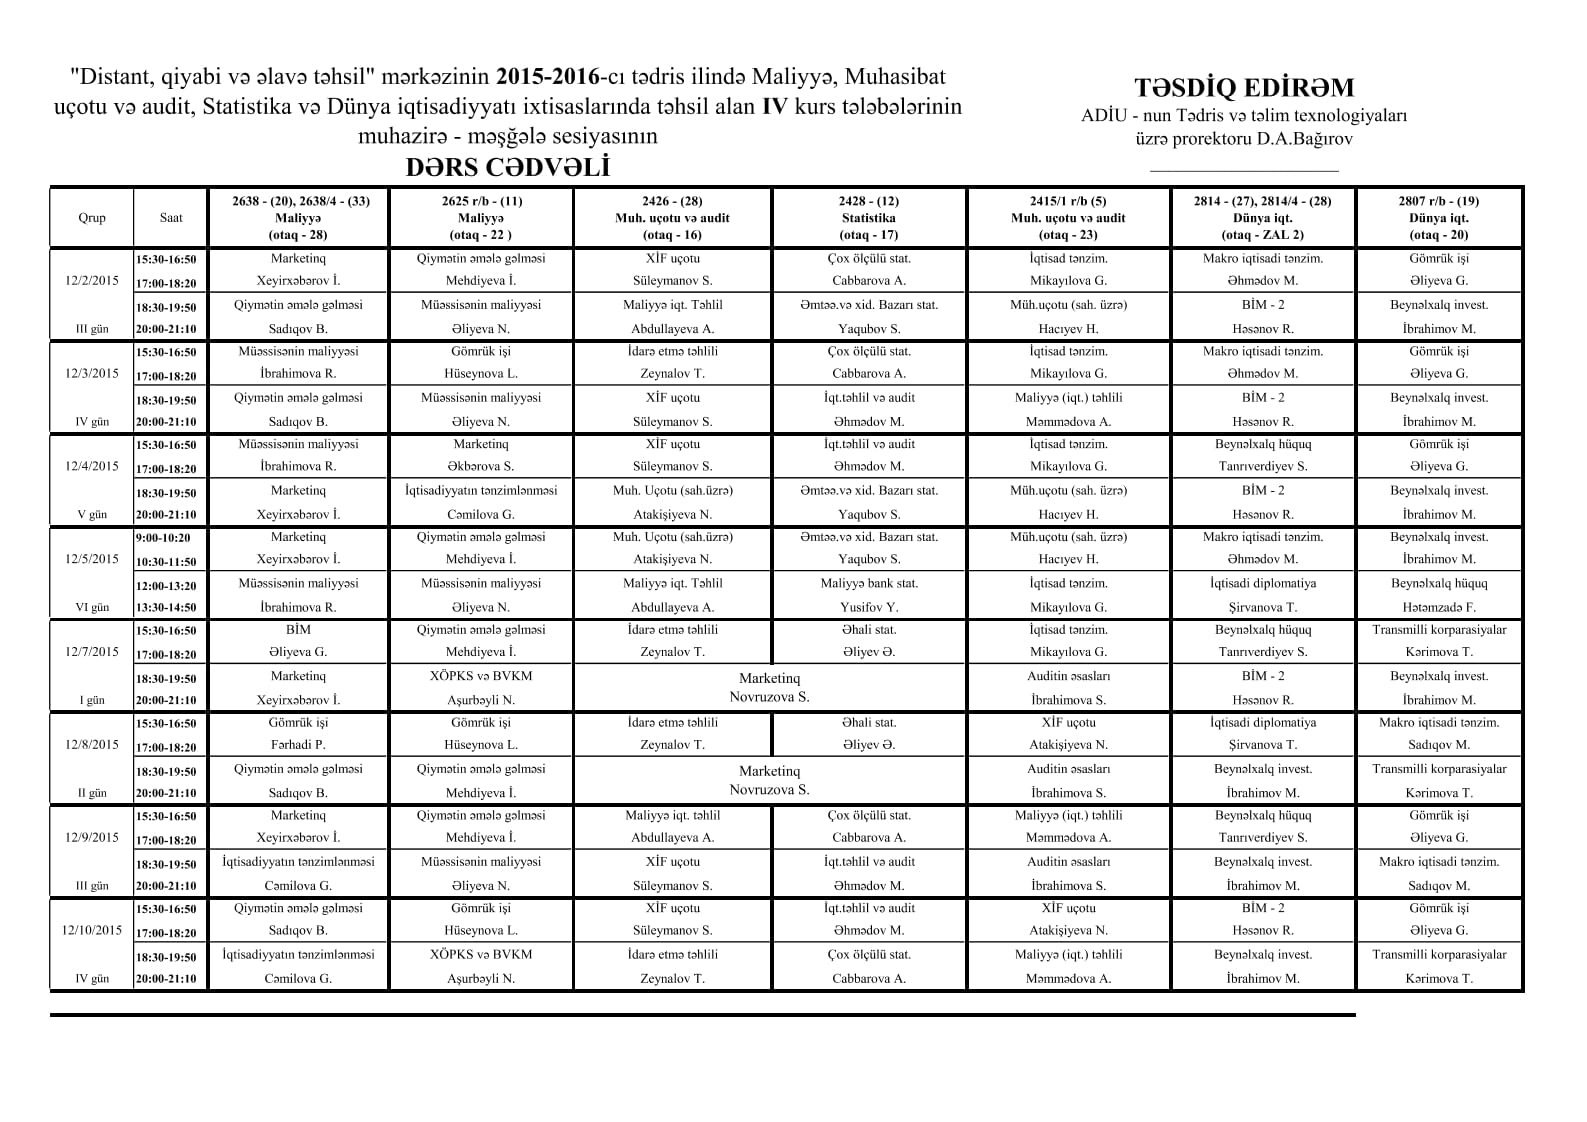 "Distant, qiyabi və əlavə təhsil" mərkəzinin 2015-2016-cı tədris ilində Maliyyə, Muhasibat
uçotu və audit, Statistika və Dünya iqtisadiyyatı ixtisaslarında təhsil alan IV kurs tələbələrinin
muhazirə - məşğələ sesiyasının
DƏRS CƏDVƏLİ
TƏSDİQ EDİRƏM
ADİU - nun Tədris və təlim texnologiyaları
üzrə prorektoru D.A.Bağırov
Qrup Saat 2638 - (20), 2638/4 - (33) Maliyyə (otaq - 28) 2625 r/b - (11) Maliyyə (otaq - 22 ) 2426 - (28) Muh. uçotu və audit (otaq - 16) 2428 - (12) Statistika (otaq - 17) 2415/1 r/b (5) Muh. uçotu və audit (otaq - 23) 2814 - (27), 2814/4 - (28) Dünya iqt. (otaq - ZAL 2) 2807 r/b - (19) Dünya iqt. (otaq - 20)
15:30-16:50 Marketinq Qiymətin əmələ gəlməsi XİF uçotu Çox ölçülü stat. İqtisad tənzim. Makro iqtisadi tənzim. Gömrük işi
12/2/2015 17:00-18:20 Xeyirxəbərov İ. Mehdiyeva İ. Süleymanov S. Cabbarova A. Mikayılova G. Əhmədov M. Əliyeva G.
18:30-19:50 Qiymətin əmələ gəlməsi Müəssisənin maliyyəsi Maliyyə iqt. Təhlil Əmtəə.və xid. Bazarı stat. Müh.uçotu (sah. üzrə) BİM - 2 Beynəlxalq invest.
III gün 20:00-21:10 Sadıqov B. Əliyeva N. Abdullayeva A. Yaqubov S. Hacıyev H. Həsənov R. İbrahimov M.
15:30-16:50 Müəssisənin maliyyəsi Gömrük işi İdarə etmə təhlili Çox ölçülü stat. İqtisad tənzim. Makro iqtisadi tənzim. Gömrük işi
12/3/2015 17:00-18:20 İbrahimova R. Hüseynova L. Zeynalov T. Cabbarova A. Mikayılova G. Əhmədov M. Əliyeva G.
18:30-19:50 Qiymətin əmələ gəlməsi Müəssisənin maliyyəsi XİF uçotu İqt.təhlil və audit Maliyyə (iqt.) təhlili BİM - 2 Beynəlxalq invest.
IV gün 20:00-21:10 Sadıqov B. Əliyeva N. Süleymanov S. Əhmədov M. Məmmədova A. Həsənov R. İbrahimov M.
15:30-16:50 Müəssisənin maliyyəsi Marketinq XİF uçotu İqt.təhlil və audit İqtisad tənzim. Beynəlxalq hüquq Gömrük işi
12/4/2015 17:00-18:20 İbrahimova R. Əkbərova S. Süleymanov S. Əhmədov M. Mikayılova G. Tanrıverdiyev S. Əliyeva G.
18:30-19:50 Marketinq İqtisadiyyatın tənzimlənməsi Muh. Uçotu (sah.üzrə) Əmtəə.və xid. Bazarı stat. Müh.uçotu (sah. üzrə) BİM - 2 Beynəlxalq invest.
V gün 20:00-21:10 Xeyirxəbərov İ. Cəmilova G. Atakişiyeva N. Yaqubov S. Hacıyev H. Həsənov R. İbrahimov M.
9:00-10:20 Marketinq Qiymətin əmələ gəlməsi Muh. Uçotu (sah.üzrə) Əmtəə.və xid. Bazarı stat. Müh.uçotu (sah. üzrə) Makro iqtisadi tənzim. Beynəlxalq invest.
12/5/2015 10:30-11:50 Xeyirxəbərov İ. Mehdiyeva İ. Atakişiyeva N. Yaqubov S. Hacıyev H. Əhmədov M. İbrahimov M.
12:00-13:20 Müəssisənin maliyyəsi Müəssisənin maliyyəsi Maliyyə iqt. Təhlil Maliyyə bank stat. İqtisad tənzim. İqtisadi diplomatiya Beynəlxalq hüquq
VI gün 13:30-14:50 İbrahimova R. Əliyeva N. Abdullayeva A. Yusifov Y. Mikayılova G. Şirvanova T. Hətəmzadə F.
15:30-16:50 BİM Qiymətin əmələ gəlməsi İdarə etmə təhlili Əhali stat. İqtisad tənzim. Beynəlxalq hüquq Transmilli korparasiyalar
12/7/2015 17:00-18:20 Əliyeva G. Mehdiyeva İ. Zeynalov T. Əliyev Ə. Mikayılova G. Tanrıverdiyev S. Kərimova T.
18:30-19:50 Marketinq XÖPKS və BVKM Marketinq Auditin əsasları BİM - 2 Beynəlxalq invest.
I gün 20:00-21:10 Xeyirxəbərov İ. Aşurbəyli N. Novruzova S. İbrahimova S. Həsənov R. İbrahimov M.
15:30-16:50 Gömrük işi Gömrük işi İdarə etmə təhlili Əhali stat. XİF uçotu İqtisadi diplomatiya Makro iqtisadi tənzim.
12/8/2015 17:00-18:20 Fərhadi P. Hüseynova L. Zeynalov T. Əliyev Ə. Atakişiyeva N. Şirvanova T. Sadıqov M.
18:30-19:50 Qiymətin əmələ gəlməsi Qiymətin əmələ gəlməsi Marketinq Auditin əsasları Beynəlxalq invest. Transmilli korparasiyalar
II gün 20:00-21:10 Sadıqov B. Mehdiyeva İ. Novruzova S. İbrahimova S. İbrahimov M. Kərimova T.
15:30-16:50 Marketinq Qiymətin əmələ gəlməsi Maliyyə iqt. təhlil Çox ölçülü stat. Maliyyə (iqt.) təhlili Beynəlxalq hüquq Gömrük işi
12/9/2015 17:00-18:20 Xeyirxəbərov İ. Mehdiyeva İ. Abdullayeva A. Cabbarova A. Məmmədova A. Tanrıverdiyev S. Əliyeva G.
18:30-19:50 İqtisadiyyatın tənzimlənməsi Müəssisənin maliyyəsi XİF uçotu İqt.təhlil və audit Auditin əsasları Beynəlxalq invest. Makro iqtisadi tənzim.
III gün 20:00-21:10 Cəmilova G. Əliyeva N. Süleymanov S. Əhmədov M. İbrahimova S. İbrahimov M. Sadıqov M.
15:30-16:50 Qiymətin əmələ gəlməsi Gömrük işi XİF uçotu İqt.təhlil və audit XİF uçotu BİM - 2 Gömrük işi
12/10/2015 17:00-18:20 Sadıqov B. Hüseynova L. Süleymanov S. Əhmədov M. Atakişiyeva N. Həsənov R. Əliyeva G.
18:30-19:50 İqtisadiyyatın tənzimlənməsi XÖPKS və BVKM İdarə etmə təhlili Çox ölçülü stat. Maliyyə (iqt.) təhlili Beynəlxalq invest. Transmilli korparasiyalar
IV gün 20:00-21:10 Cəmilova G. Aşurbəyli N. Zeynalov T. Cabbarova A. Məmmədova A. İbrahimov M. Kərimova T.